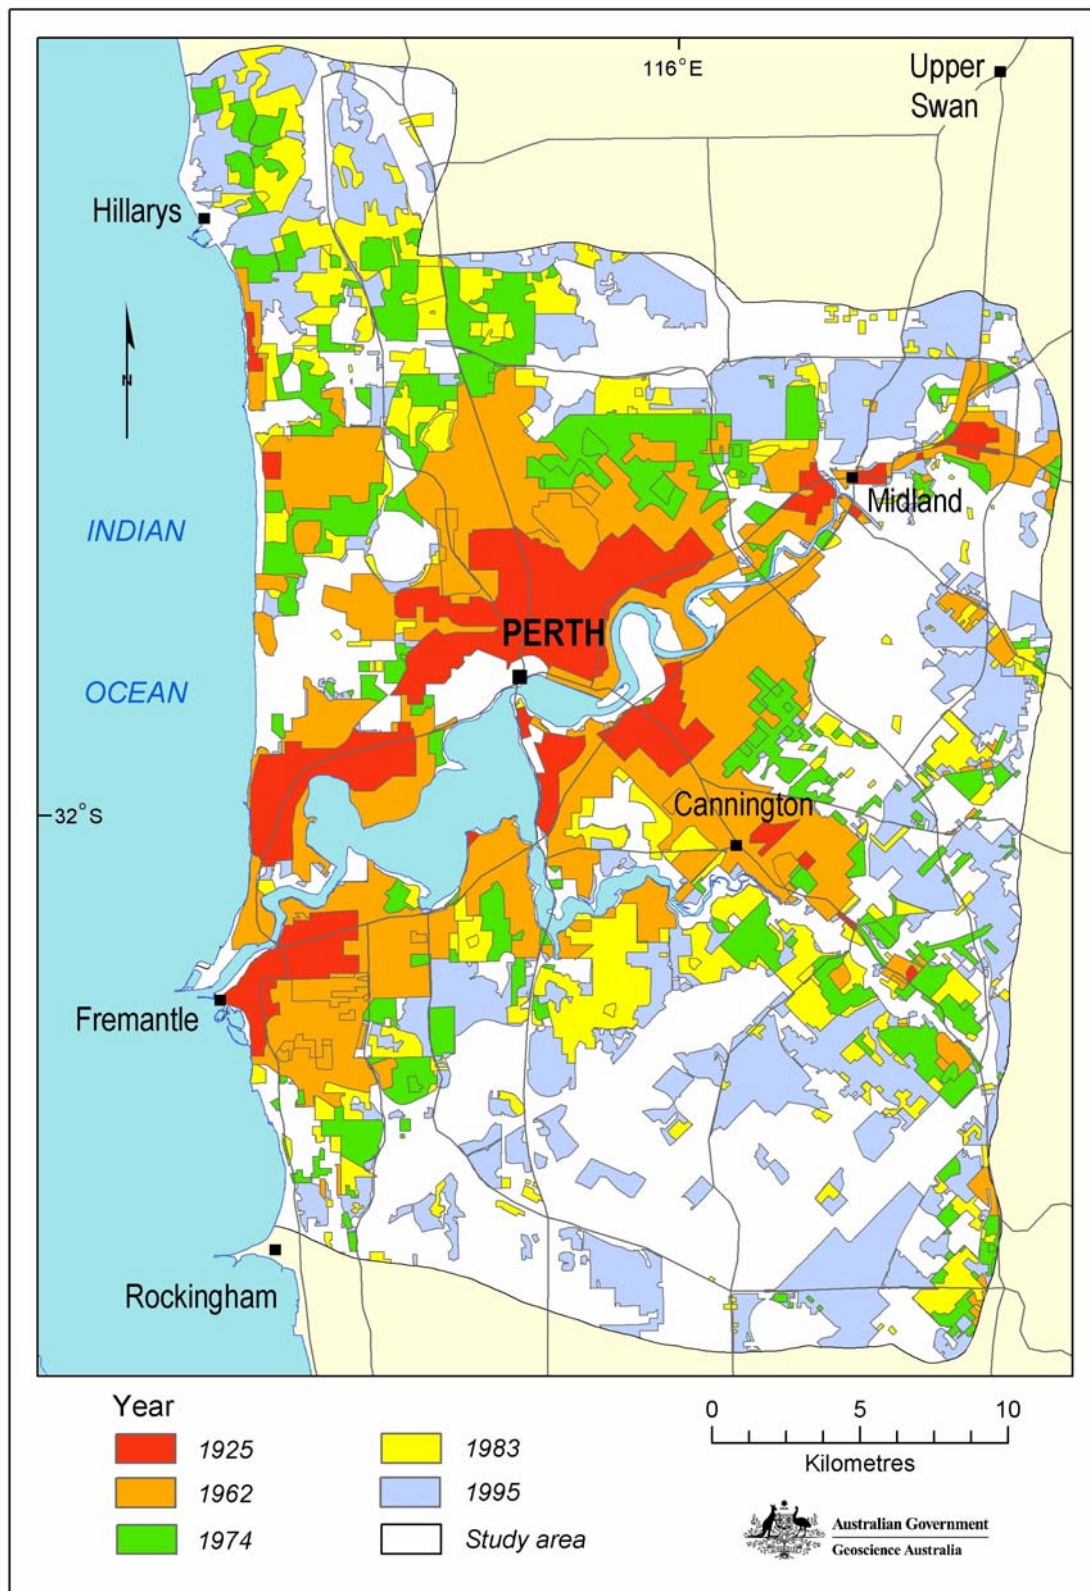 116°E
Upper
Swan
Hillarys
N
Midland
INDIAN
PERTH
OCEAN
Cannington
32°S
Fremantle
Rockingham
Year
1925
1962
1974
1983
1995
Study area
0 5 10
Kilometres
Australian Government
Geoscience Australia